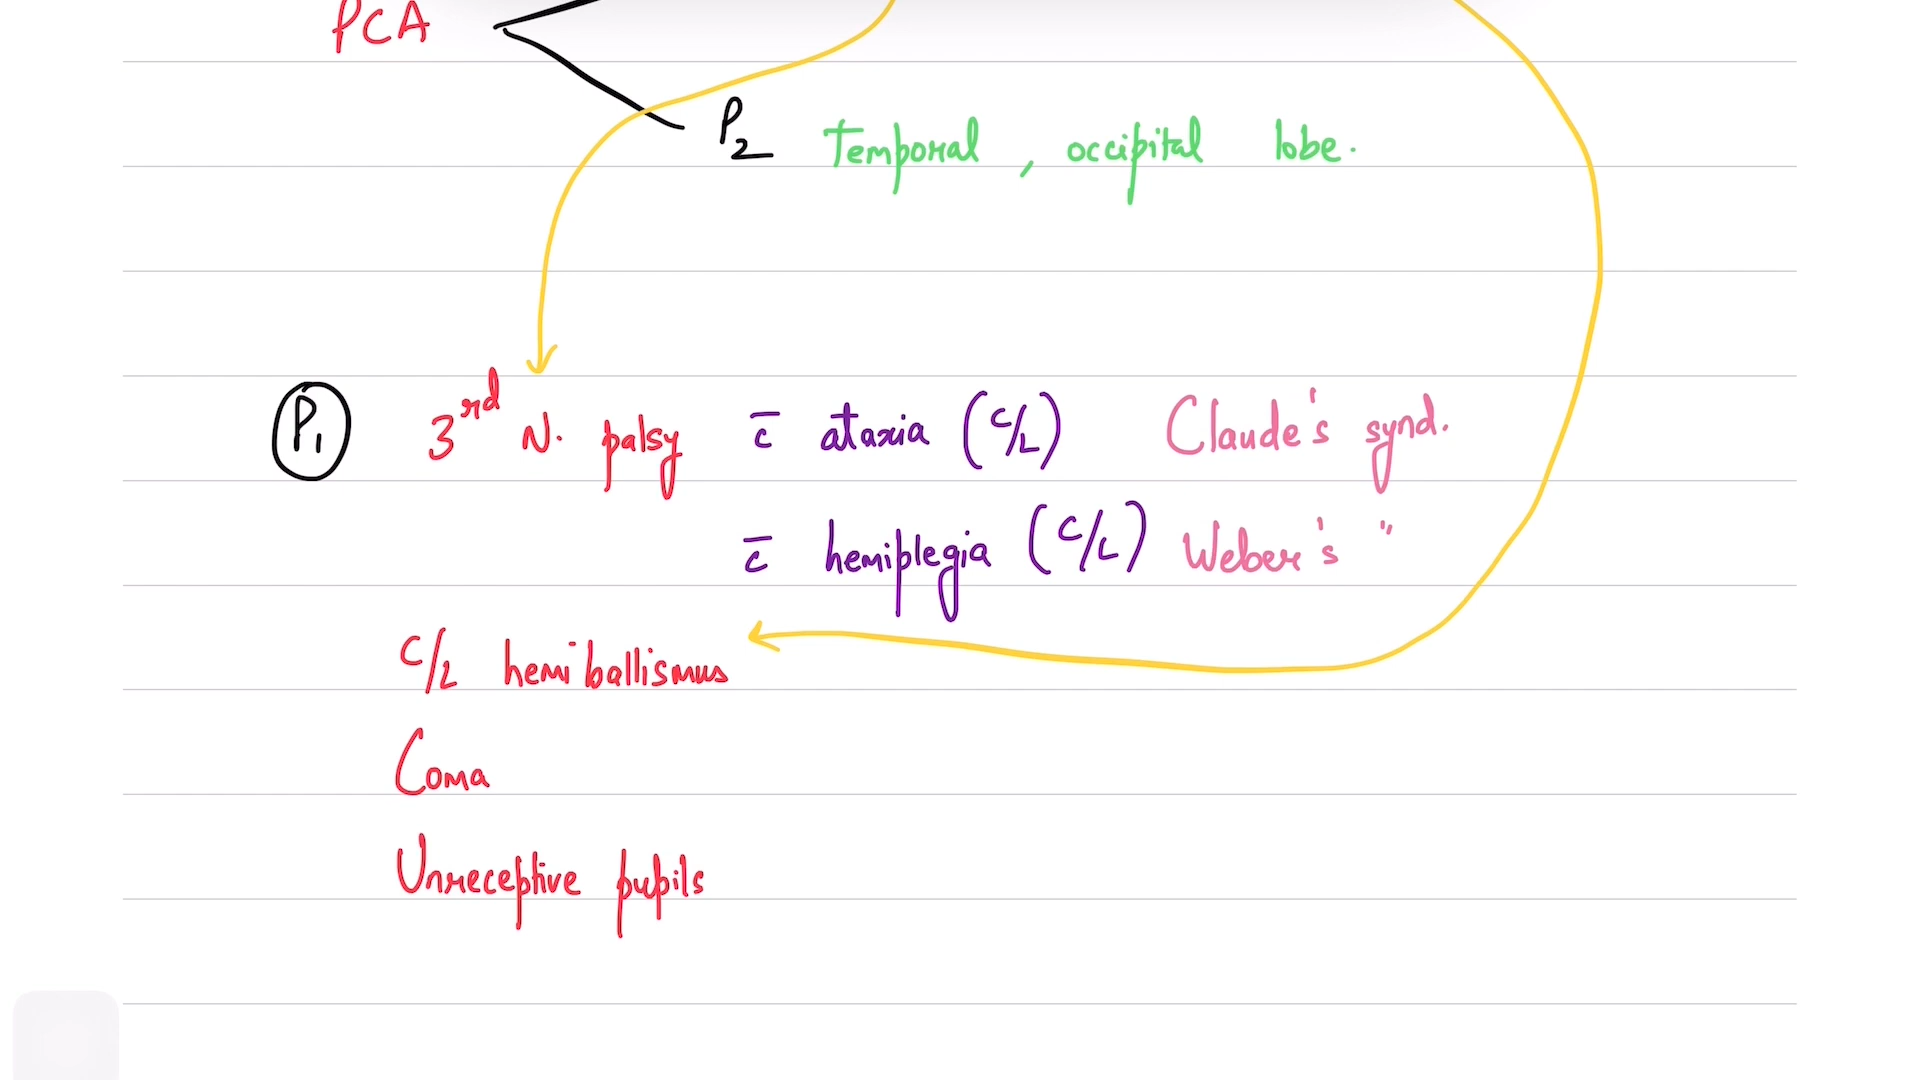 PCA
P2 Temporal, occipital lobe.
P1 3rd N. palsy c̄ ataxia (C/L) Claude's synd.
c̄ hemiplegia (C/L) Weber's "
C/L hemiballismus
Coma
Unreceptive pupils